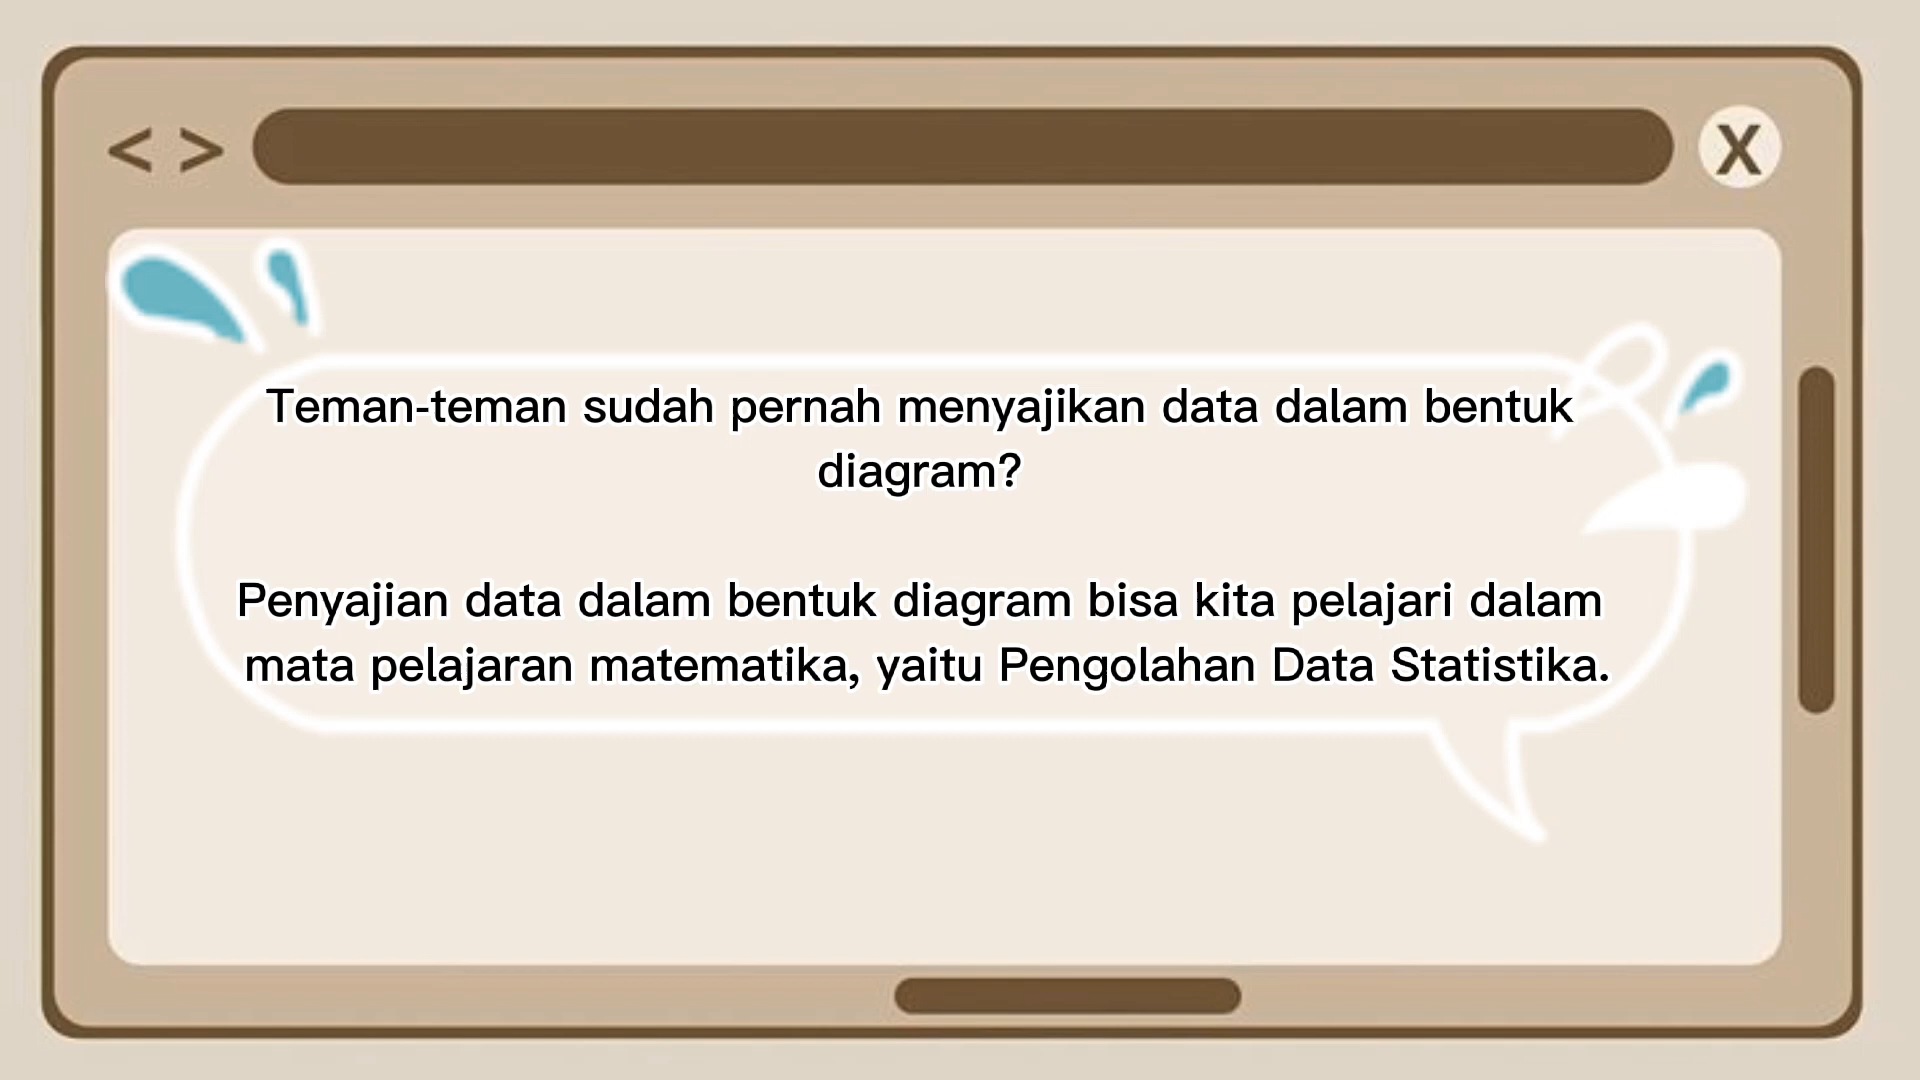 < >
X
Teman-teman sudah pernah menyajikan data dalam bentuk
diagram?
Penyajian data dalam bentuk diagram bisa kita pelajari dalam
mata pelajaran matematika, yaitu Pengolahan Data Statistika.